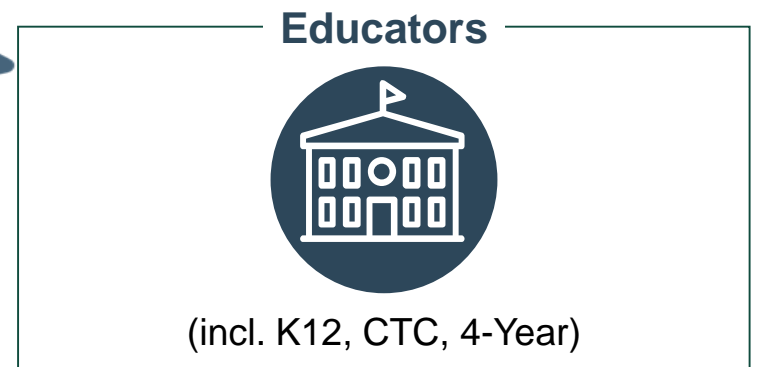 Educators
(incl. K12, CTC, 4-Year)